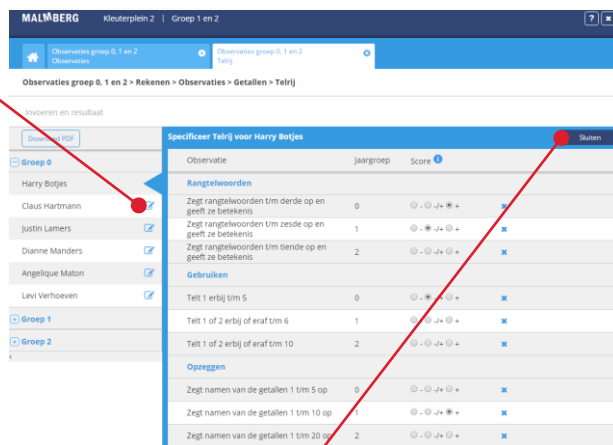 MALMBERG Kleuterplein 2 | Groep 1 en 2 ? ×
Observaties groep 0, 1 en 2
Observaties
Observaties groep 0, 1 en 2
Telrij
Observaties groep 0, 1 en 2 > Rekenen > Observaties > Getallen > Telrij
Invoeren en resultaat
Download PDF
Groep 0
Harry Botjes
Claus Hartmann
Justin Lamers
Dianne Manders
Angelique Maton
Levi Verhoeven
Groep 1
Groep 2
Specificeer Telrij voor Harry Botjes Sluiten
Observatie Jaargroep Score
Rangtelwoorden
Zegt rangtelwoorden t/m derde op en
geeft ze betekenis 0 - -/+ +
Zegt rangtelwoorden t/m zesde op en
geeft ze betekenis 1 - -/+ +
Zegt rangtelwoorden t/m tiende op en
geeft ze betekenis 2 - -/+ +
Gebruiken
Telt 1 erbij t/m 5 0 - -/+ +
Telt 1 of 2 erbij of eraf t/m 6 1 - -/+ +
Telt 1 of 2 erbij of eraf t/m 10 2 - -/+ +
Opzeggen
Zegt namen van de getallen 1 t/m 5 op 0 - -/+ +
Zegt namen van de getallen 1 t/m 10 op 1 - -/+ +
Zegt namen van de getallen 1 t/m 20 op 2 - -/+ +